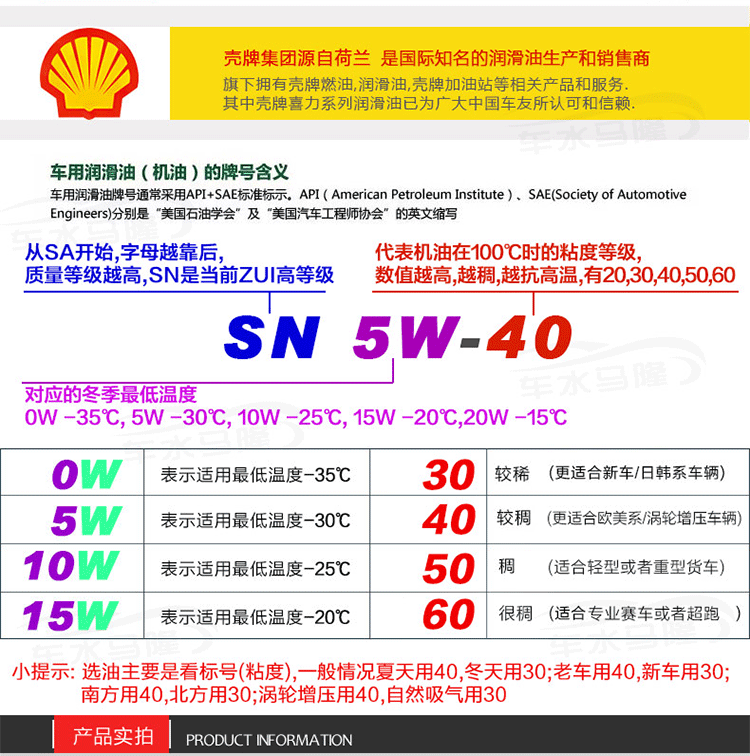 壳牌集团源自荷兰 是国际知名的润滑油生产和销售商
旗下拥有壳牌燃油,润滑油,壳牌加油站等相关产品和服务.
其中壳牌喜力系列润滑油已为广大中国车友所认可和信赖.
车用润滑油（机油）的牌号含义
车用润滑油牌号通常采用API+SAE标准标示。API（American Petroleum Institute）、SAE(Society of Automotive
Engineers)分别是“美国石油学会”及“美国汽车工程师协会”的英文缩写
从SA开始,字母越靠后,
质量等级越高,SN是当前ZUI高等级
代表机油在100℃时的粘度等级,
数值越高,越稠,越抗高温,有20,30,40,50,60
SN 5W-40
对应的冬季最低温度
0W -35℃, 5W -30℃, 10W -25℃, 15W -20℃,20W -15℃
0W 表示适用最低温度-35℃ 30 较稀 (更适合新车/日韩系车辆)
5W 表示适用最低温度-30℃ 40 较稠 (更适合欧美系/涡轮增压车辆)
10W 表示适用最低温度-25℃ 50 稠 (适合轻型或者重型货车)
15W 表示适用最低温度-20℃ 60 很稠 (适合专业赛车或者超跑 )
小提示: 选油主要是看标号(粘度),一般情况夏天用40,冬天用30;老车用40,新车用30;
南方用40,北方用30;涡轮增压用40,自然吸气用30
产品实拍 PRODUCT INFORMATION
车水马隆